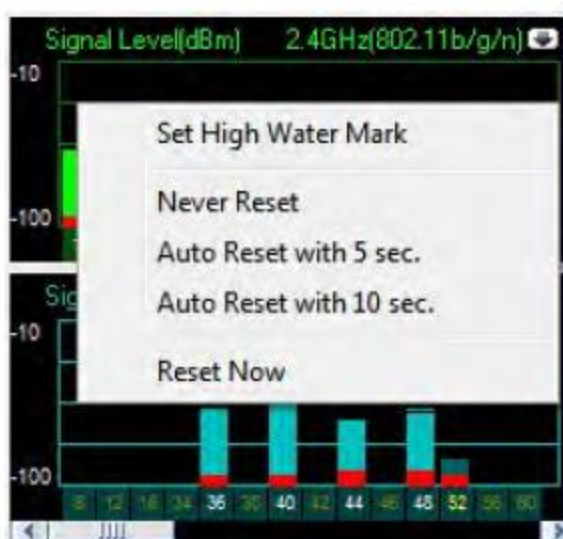 Signal Level(dBm) 2.4GHz(802.11b/g/n)
-10
Set High Water Mark
Never Reset
-100
Auto Reset with 5 sec.
Auto Reset with 10 sec.
Sig
-10
Reset Now
-100
36 40 44 48 52